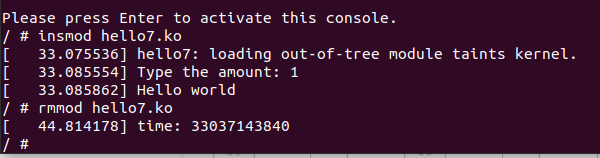 Please press Enter to activate this console.
/ # insmod hello7.ko
[   33.075536] hello7: loading out-of-tree module taints kernel.
[   33.085554] Type the amount: 1
[   33.085862] Hello world
/ # rmmod hello7.ko
[   44.814178] time: 33037143840
/ #